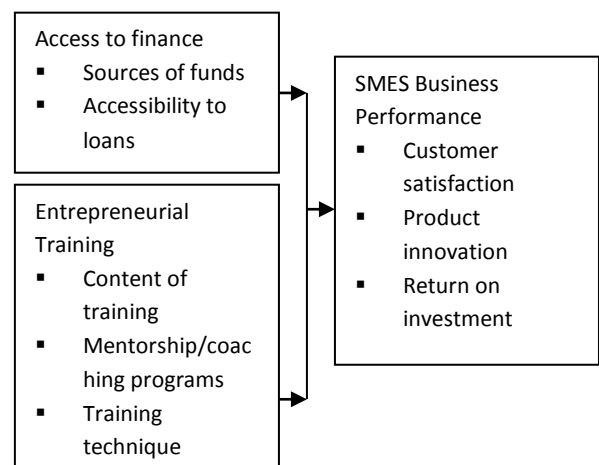 Access to finance
▪ Sources of funds
▪ Accessibility to
loans
Entrepreneurial
Training
▪ Content of
training
▪ Mentorship/coac
hing programs
▪ Training
technique
SMES Business
Performance
▪ Customer
satisfaction
▪ Product
innovation
▪ Return on
investment